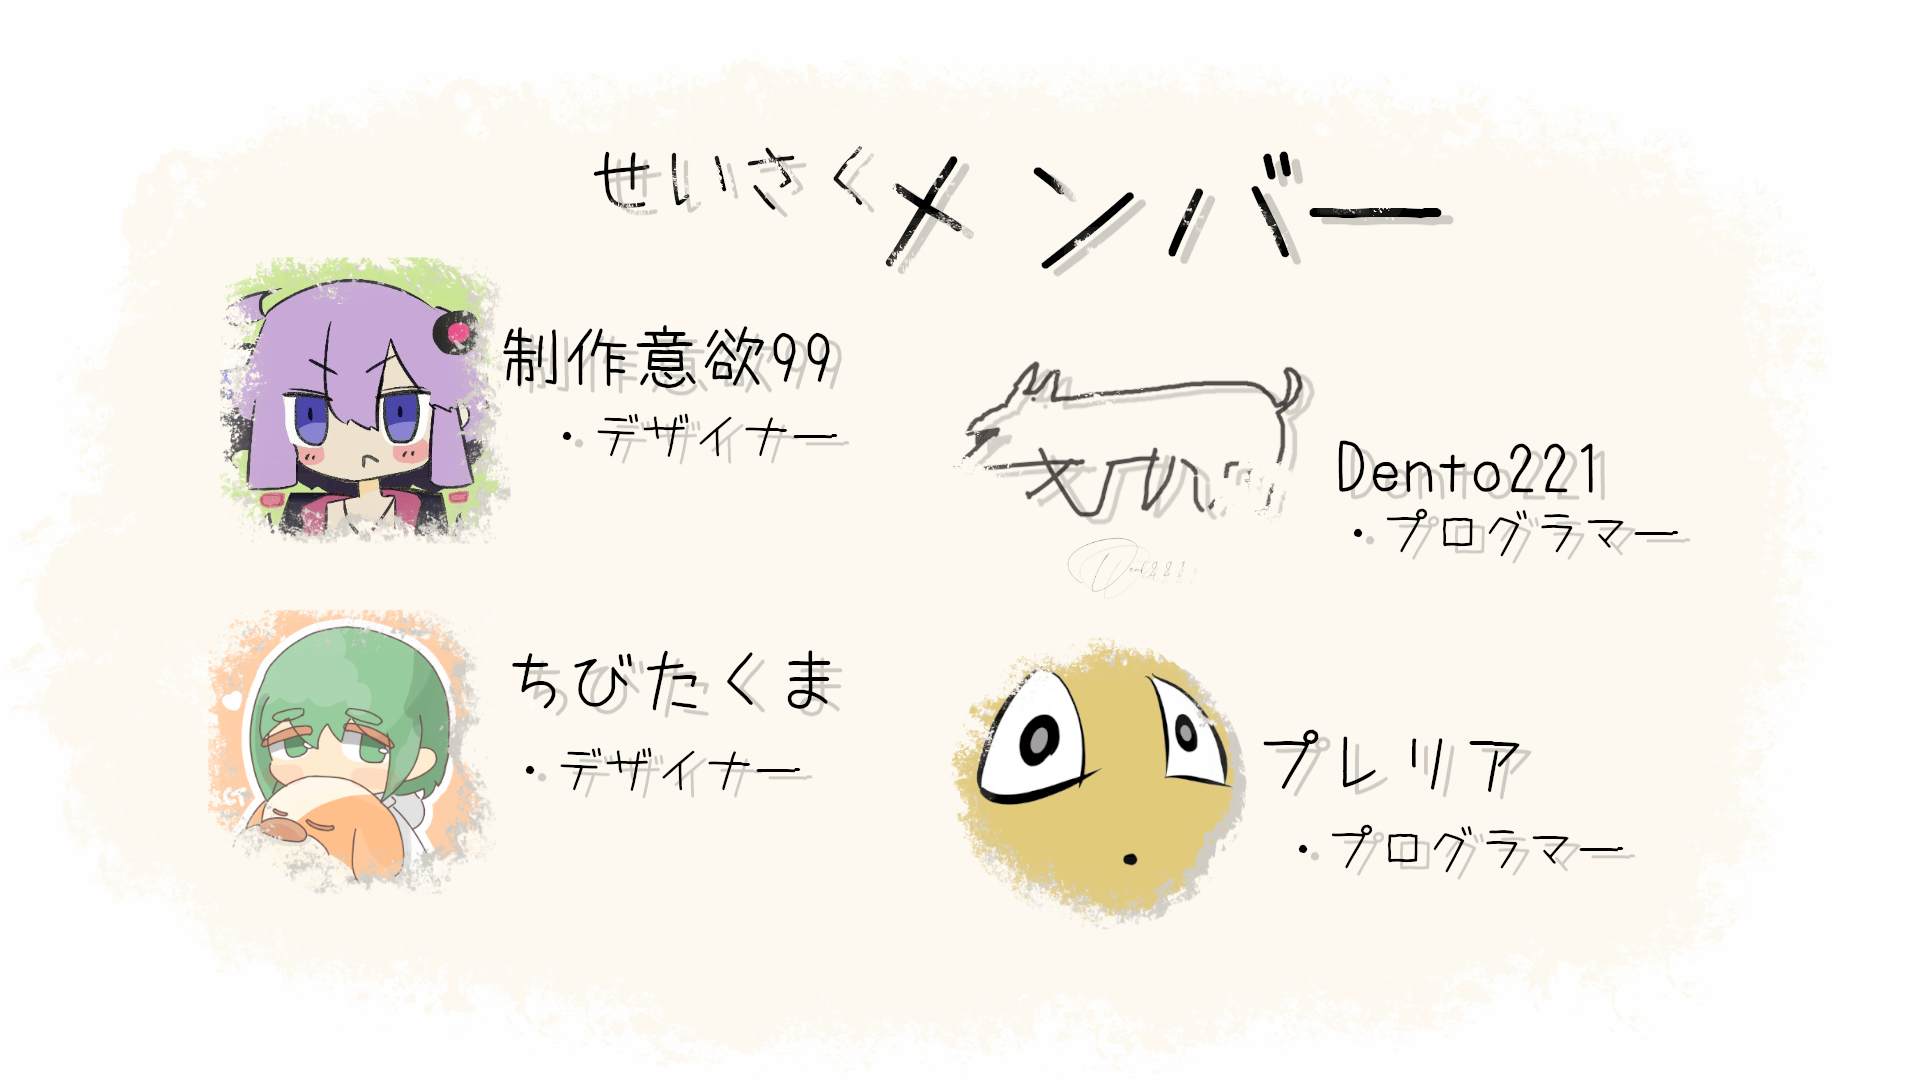 せいさくメンバー
制作意欲99
・デザイナー
Dento221
・プログラマー
ちびたくま
・デザイナー
プレリア
・プログラマー